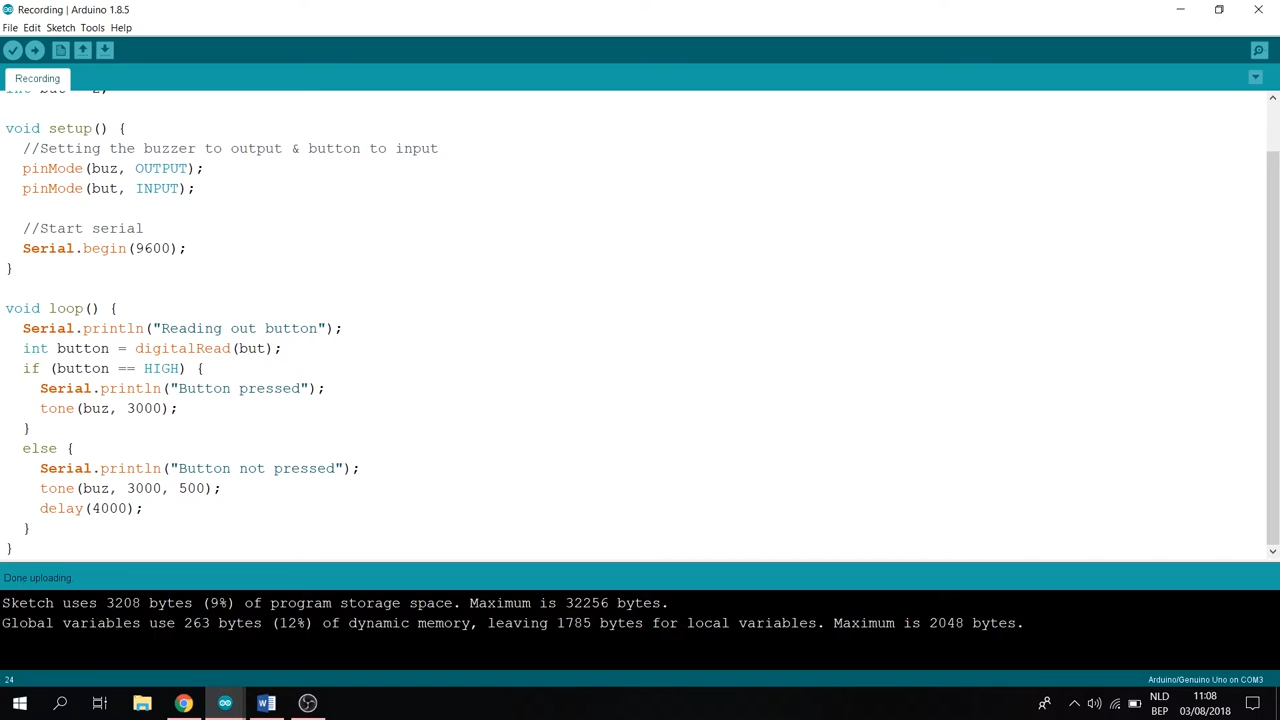 Recording | Arduino 1.8.5
File Edit Sketch Tools Help
Recording
void setup() {
//Setting the buzzer to output & button to input
pinMode(buz, OUTPUT);
pinMode(but, INPUT);
//Start serial
Serial.begin(9600);
}
void loop() {
Serial.println("Reading out button");
int button = digitalRead(but);
if (button == HIGH) {
Serial.println("Button pressed");
tone(buz, 3000);
}
else {
Serial.println("Button not pressed");
tone(buz, 3000, 500);
delay(4000);
}
}
Done uploading.
Sketch uses 3208 bytes (9%) of program storage space. Maximum is 32256 bytes.
Global variables use 263 bytes (12%) of dynamic memory, leaving 1785 bytes for local variables. Maximum is 2048 bytes.
24
Arduino/Genuino Uno on COM3
NLD 11:08
BEP 03/08/2018